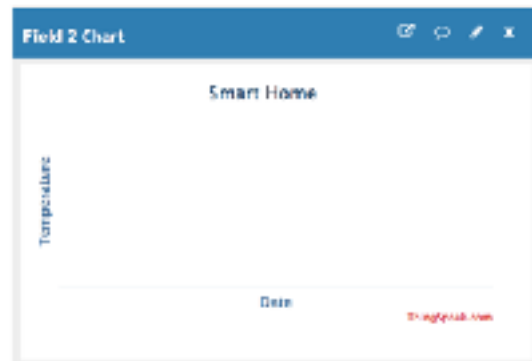 Field 2 Chart
Smart Home
Temperature
Date
ThingSpeak.com